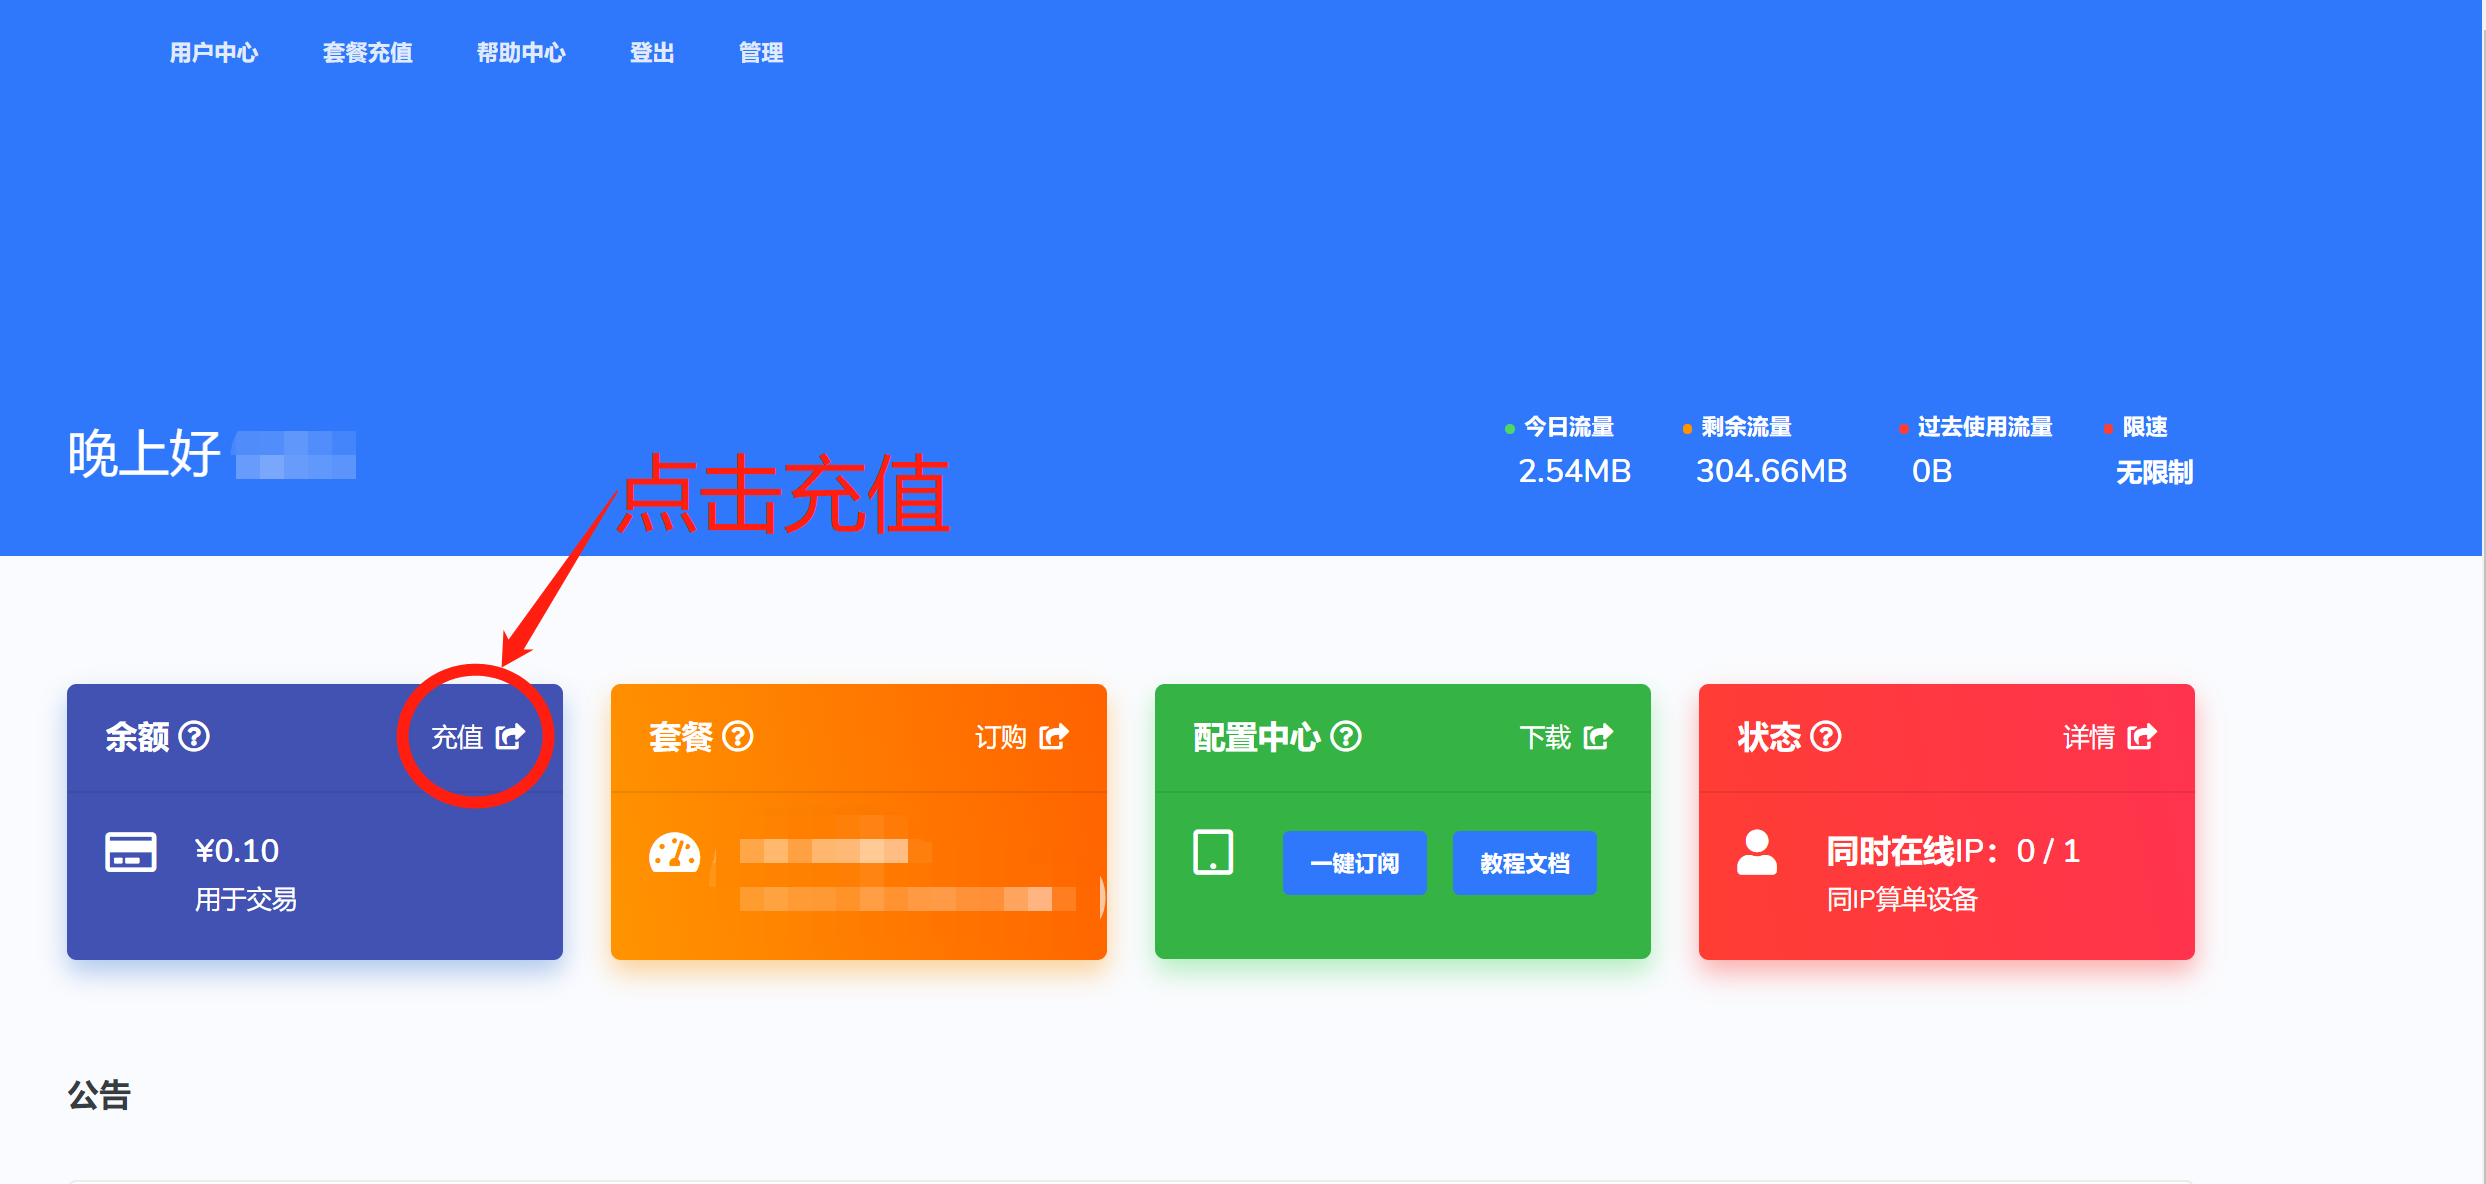 用户中心 套餐充值 帮助中心 登出 管理
晚上好
点击充值
今日流量 剩余流量 过去使用流量 限速
2.54MB 304.66MB 0B 无限制
余额 充值
¥0.10
用于交易
套餐 订购
配置中心 下载
一键订阅 教程文档
状态 详情
同时在线IP：0 / 1
同IP算单设备
公告